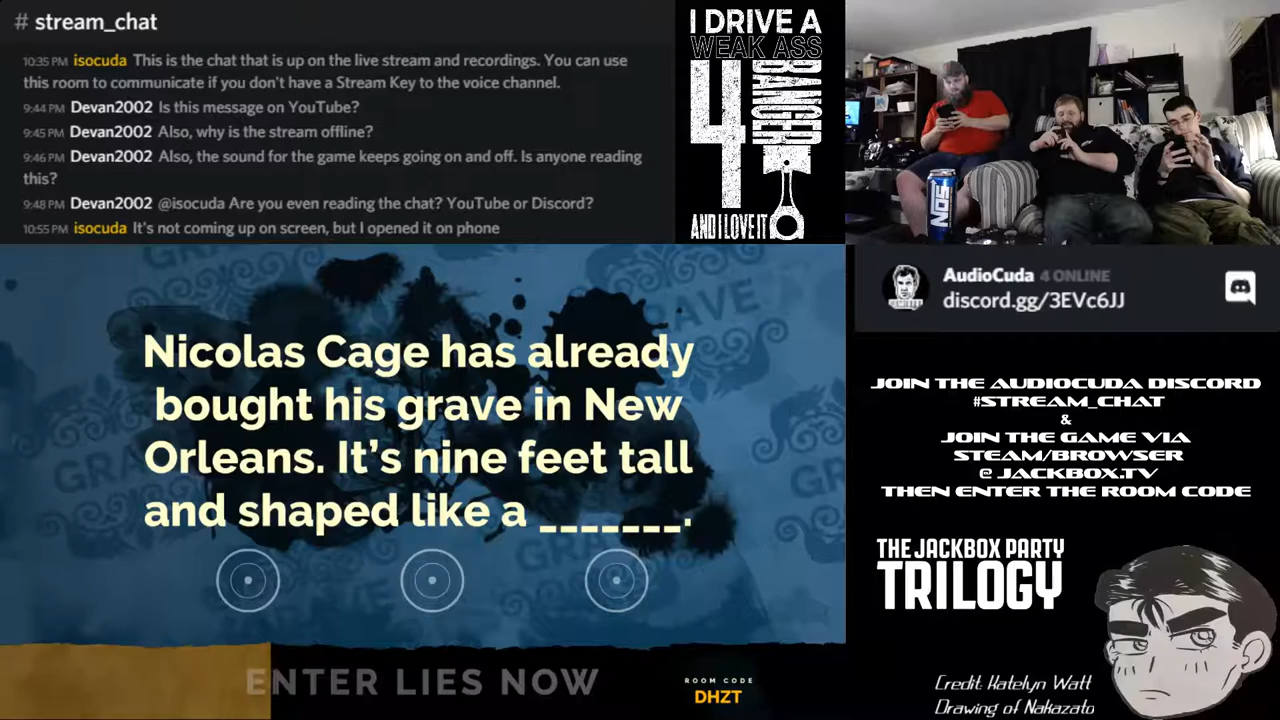 # stream_chat
10:35 PM isocuda This is the chat that is up on the live stream and recordings. You can use
this room to communicate if you don't have a Stream Key to the voice channel.
9:44 PM Devan2002 Is this message on YouTube?
9:45 PM Devan2002 Also, why is the stream offline?
9:46 PM Devan2002 Also, the sound for the game keeps going on and off. Is anyone reading
this?
9:48 PM Devan2002 @isocuda Are you even reading the chat? YouTube or Discord?
10:55 PM isocuda It's not coming up on screen, but I opened it on phone
I DRIVE A
WEAK ASS
4 BANGER
AND I LOVE IT
NOS
Nicolas Cage has already
bought his grave in New
Orleans. It's nine feet tall
and shaped like a _______.
GRAVE
ENTER LIES NOW
ROOM CODE
DHZT
AudioCuda 4 ONLINE
discord.gg/3EVc6JJ
JOIN THE AUDIOCUDA DISCORD
#STREAM_CHAT
&
JOIN THE GAME VIA
STEAM/BROWSER
@ JACKBOX.TV
THEN ENTER THE ROOM CODE
THE JACKBOX PARTY
TRILOGY
Credit: Katelyn Watt
Drawing of Nakazato